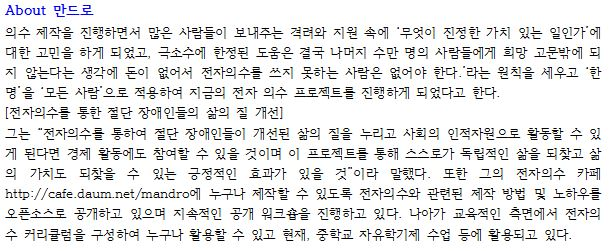 About 만드로
의수 제작을 진행하면서 많은 사람들이 보내주는 격려와 지원 속에 '무엇이 진정한 가치 있는 일인가'에
대한 고민을 하게 되었고, 극소수에 한정된 도움은 결국 나머지 수만 명의 사람들에게 희망 고문밖에 되
지 않는다는 생각에 돈이 없어서 전자의수를 쓰지 못하는 사람은 없어야 한다.'라는 원칙을 세우고 '한
명'을 '모든 사람'으로 적용하여 지금의 전자 의수 프로젝트를 진행하게 되었다고 한다.
[전자의수를 통한 절단 장애인들의 삶의 질 개선]
그는 "전자의수를 통하여 절단 장애인들이 개선된 삶의 질을 누리고 사회의 인적자원으로 활동할 수 있
게 된다면 경제 활동에도 참여할 수 있을 것이며 이 프로젝트를 통해 스스로가 독립적인 삶을 되찾고 삶
의 가치도 되찾을 수 있는 긍정적인 효과가 있을 것"이라 말했다. 또한 그의 전자의수 카페
http://cafe.daum.net/mandro에 누구나 제작할 수 있도록 전자의수와 관련된 제작 방법 및 노하우를
오픈소스로 공개하고 있으며 지속적인 공개 워크숍을 진행하고 있다. 나아가 교육적인 측면에서 전자의
수 커리큘럼을 구성하여 누구나 활용할 수 있고 현재, 중학교 자유학기제 수업 등에 활용되고 있다.